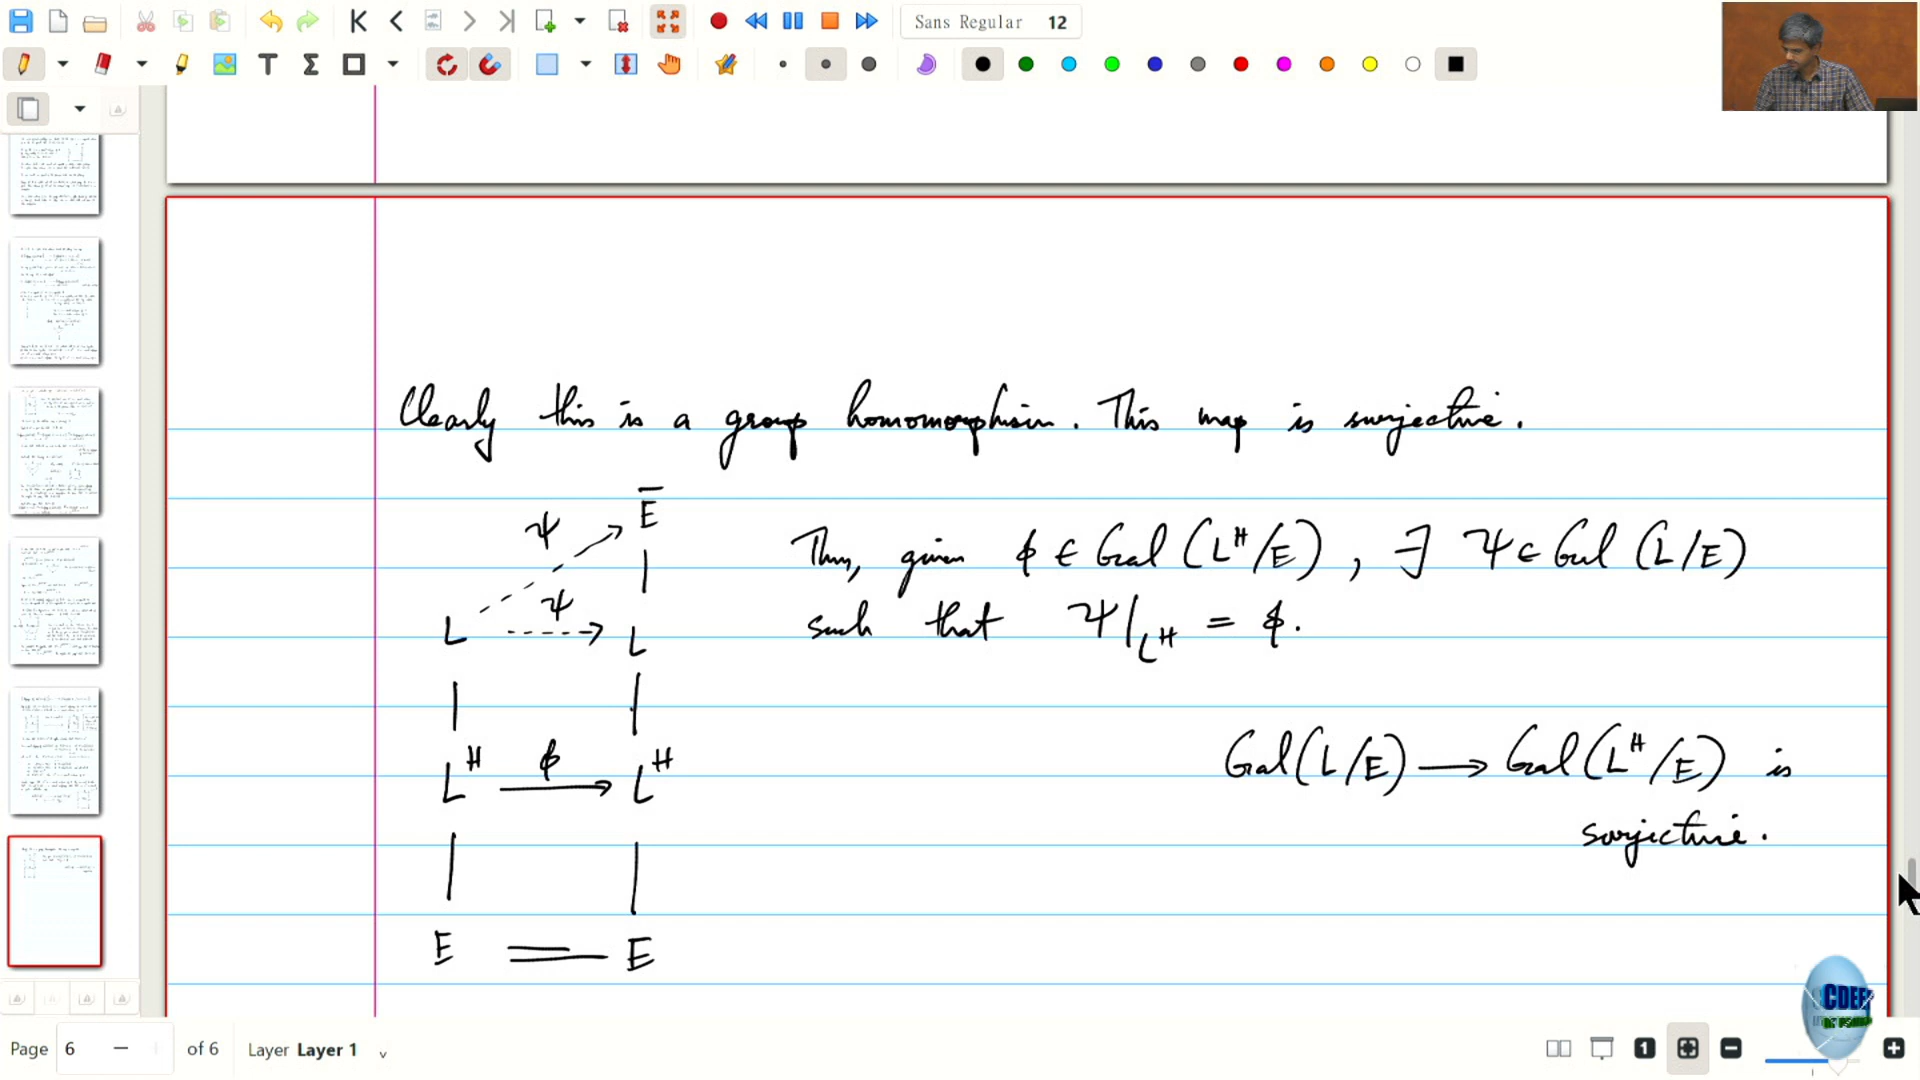 Sans Regular 12
Clearly this is a group homomorphism. This map is surjective.
Ē
ψ
Thus, given ϕ ∈ Gal (L^H/E), ∃ ψ ∈ Gal (L/E)
ψ
L ----> L
such that ψ|_{L^H} = ϕ.
Gal(L/E) ⟶ Gal(L^H/E) is
surjective.
ϕ
L^H ⟶ L^H
E = E
CDEEP
Page 6 of 6 Layer Layer 1